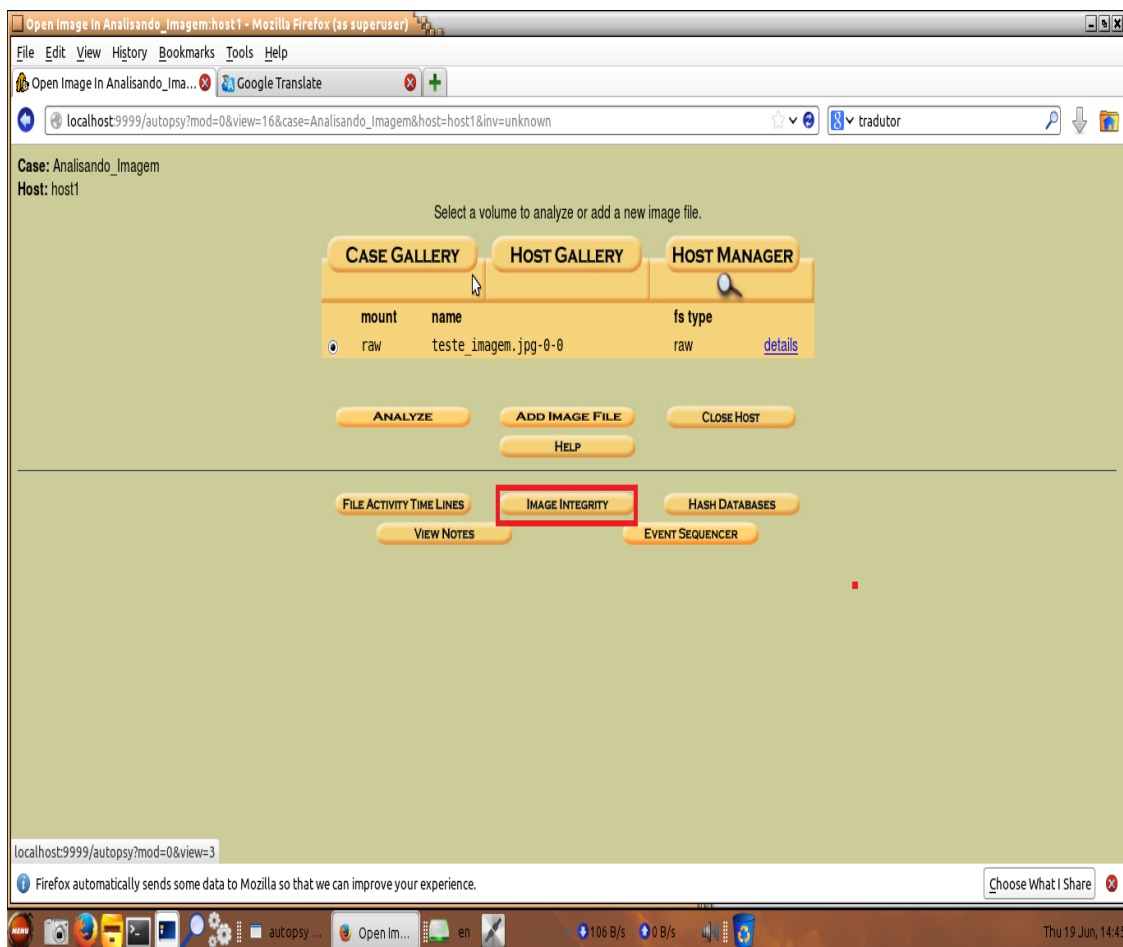 Open Image In Analisando_Imagem:host1 - Mozilla Firefox (as superuser)
File Edit View History Bookmarks Tools Help
Open Image In Analisando_Ima... Google Translate
localhost:9999/autopsy?mod=0&view=16&case=Analisando_Imagem&host=host1&inv=unknown tradutor
Case: Analisando_Imagem
Host: host1
Select a volume to analyze or add a new image file.
CASE GALLERY HOST GALLERY HOST MANAGER
mount name fs type
raw teste_imagem.jpg-0-0 raw details
ANALYZE ADD IMAGE FILE CLOSE HOST
HELP
FILE ACTIVITY TIME LINES IMAGE INTEGRITY HASH DATABASES
VIEW NOTES EVENT SEQUENCER
localhost:9999/autopsy?mod=0&view=3
Firefox automatically sends some data to Mozilla so that we can improve your experience. Choose What I Share
MENU autopsy ... Open Im... en 106 B/s 0 B/s Thu 19 Jun, 14:4